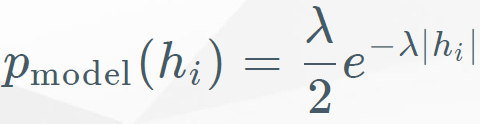 p_model(h_i) = λ/2 e^{-λ|h_i|}